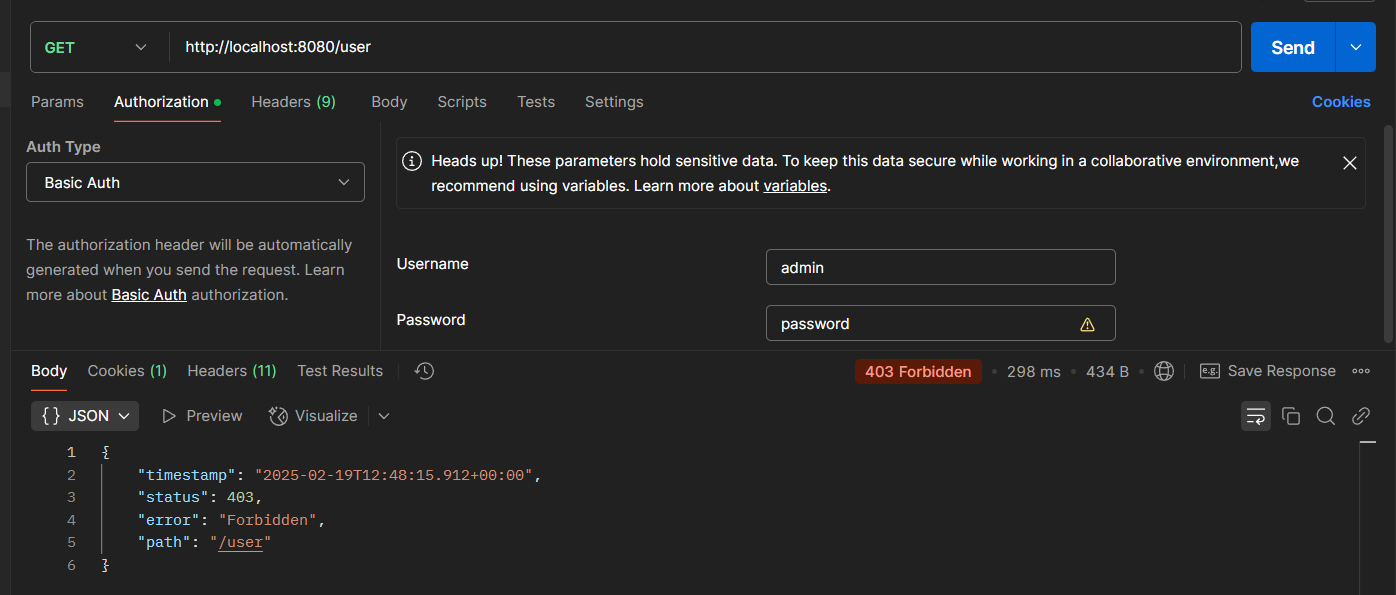 GET http://localhost:8080/user Send
Params Authorization Headers (9) Body Scripts Tests Settings Cookies
Auth Type
Basic Auth
The authorization header will be automatically
generated when you send the request. Learn
more about Basic Auth authorization.
Heads up! These parameters hold sensitive data. To keep this data secure while working in a collaborative environment,we
recommend using variables. Learn more about variables.
Username admin
Password password
Body Cookies (1) Headers (11) Test Results 403 Forbidden • 298 ms • 434 B • e.g. Save Response
{} JSON Preview Visualize
1 {
2 "timestamp": "2025-02-19T12:48:15.912+00:00",
3 "status": 403,
4 "error": "Forbidden",
5 "path": "/user"
6 }